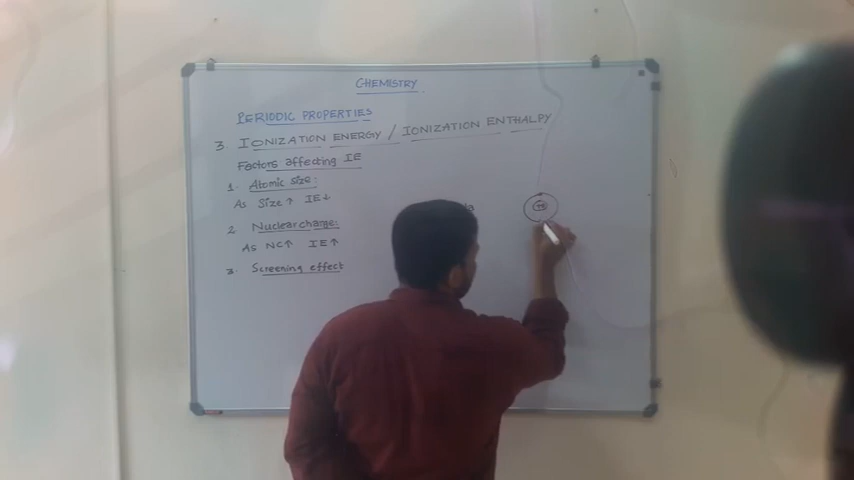 CHEMISTRY
PERIODIC PROPERTIES
3 IONIZATION ENERGY / IONIZATION ENTHALPY
Factors affecting IE
1. Atomic size:
As Size ↑ IE ↓
2 Nuclear charge:
As NC ↑ IE ↑
3. Screening effect